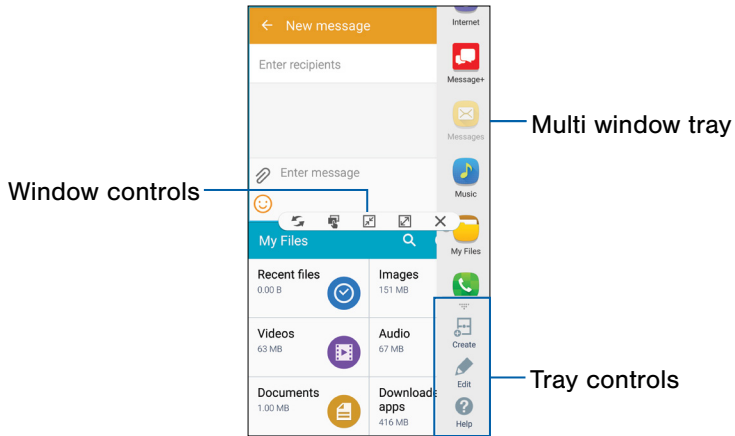 New message
Internet
Enter recipients
Message+
Messages
Multi window tray
Enter message
Window controls
Music
My Files
My Files
Recent files
0.00 B
Images
151 MB
Videos
63 MB
Audio
67 MB
Create
Edit
Tray controls
Documents
1.00 MB
Downloade
apps
416 MB
Help